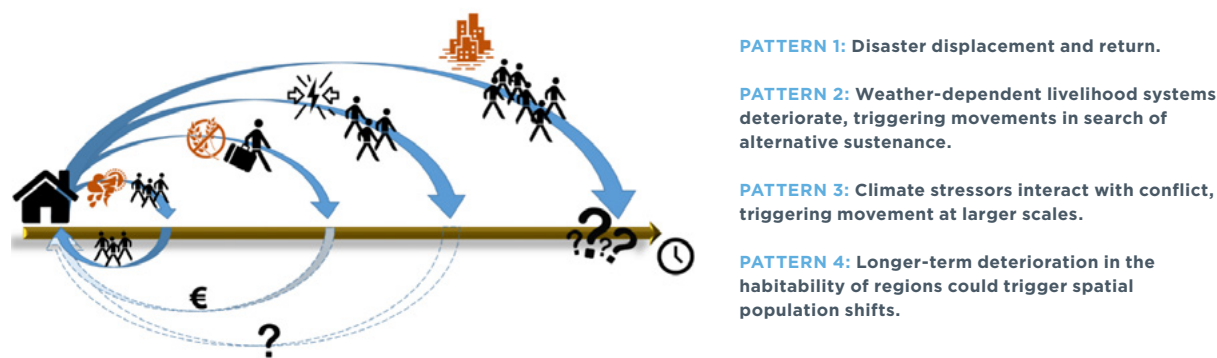 PATTERN 1: Disaster displacement and return.
PATTERN 2: Weather-dependent livelihood systems
deteriorate, triggering movements in search of
alternative sustenance.
PATTERN 3: Climate stressors interact with conflict,
triggering movement at larger scales.
PATTERN 4: Longer-term deterioration in the
habitability of regions could trigger spatial
population shifts.
????
€
?